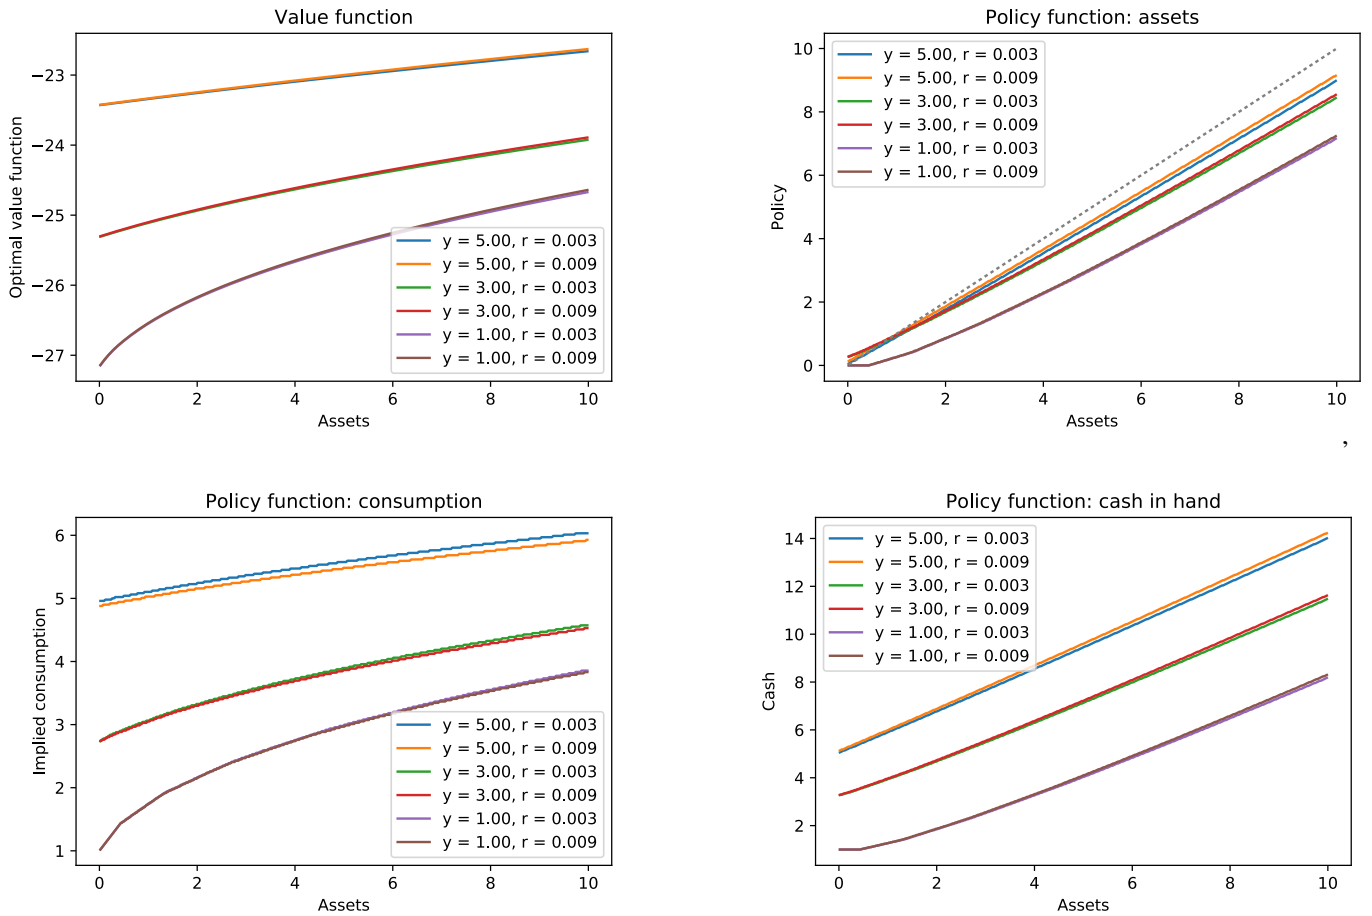 Value function
−23
−24
−25
−26
−27
Optimal value function
y = 5.00, r = 0.003
y = 5.00, r = 0.009
y = 3.00, r = 0.003
y = 3.00, r = 0.009
y = 1.00, r = 0.003
y = 1.00, r = 0.009
0 2 4 6 8 10
Assets
Policy function: assets
10
8
6
4
2
0
Policy
y = 5.00, r = 0.003
y = 5.00, r = 0.009
y = 3.00, r = 0.003
y = 3.00, r = 0.009
y = 1.00, r = 0.003
y = 1.00, r = 0.009
0 2 4 6 8 10
Assets
,
Policy function: consumption
6
5
4
3
2
1
Implied consumption
y = 5.00, r = 0.003
y = 5.00, r = 0.009
y = 3.00, r = 0.003
y = 3.00, r = 0.009
y = 1.00, r = 0.003
y = 1.00, r = 0.009
0 2 4 6 8 10
Assets
Policy function: cash in hand
14
12
10
8
6
4
2
Cash
y = 5.00, r = 0.003
y = 5.00, r = 0.009
y = 3.00, r = 0.003
y = 3.00, r = 0.009
y = 1.00, r = 0.003
y = 1.00, r = 0.009
0 2 4 6 8 10
Assets